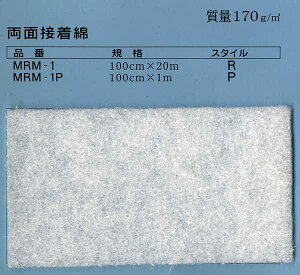 質量170g/㎡
両面接着綿
品 番 規 格 スタイル
MRM-1 100cm×20m R
MRM-1P 100cm×1m P